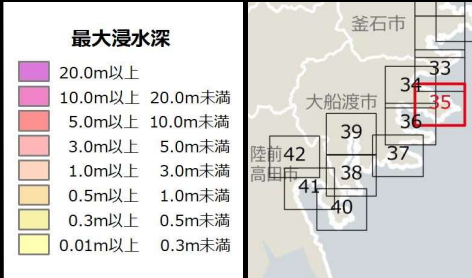 最大浸水深
20.0m以上
10.0m以上 20.0m未満
5.0m以上 10.0m未満
3.0m以上 5.0m未満
1.0m以上 3.0m未満
0.5m以上 1.0m未満
0.3m以上 0.5m未満
0.01m以上 0.3m未満
釜石市
33
34
35
大船渡市
36
39
37
陸前
高田市
42
38
41
40